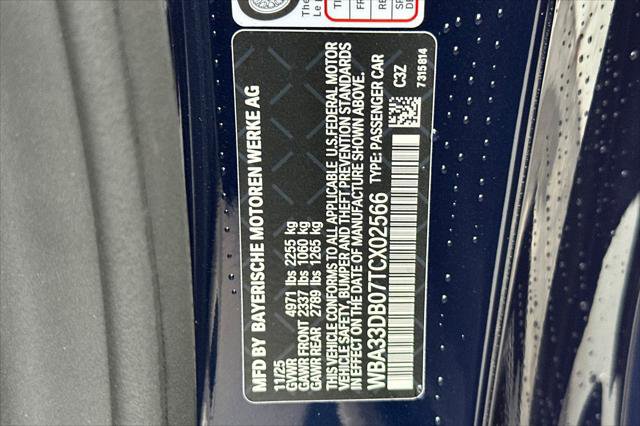 MFD BY BAYERISCHE MOTOREN WERKE AG
11/25
GVWR 4971 lbs 2255 kg
GAWR FRONT 2337 lbs 1060 kg
GAWR REAR 2789 lbs 1265 kg
THIS VEHICLE CONFORMS TO ALL APPLICABLE U.S. FEDERAL MOTOR
VEHICLE SAFETY, BUMPER AND THEFT PREVENTION STANDARDS
IN EFFECT ON THE DATE OF MANUFACTURE SHOWN ABOVE.
WBA33DB07TCX02566 TYPE: PASSENGER CAR
C3Z
7315814
The
Le